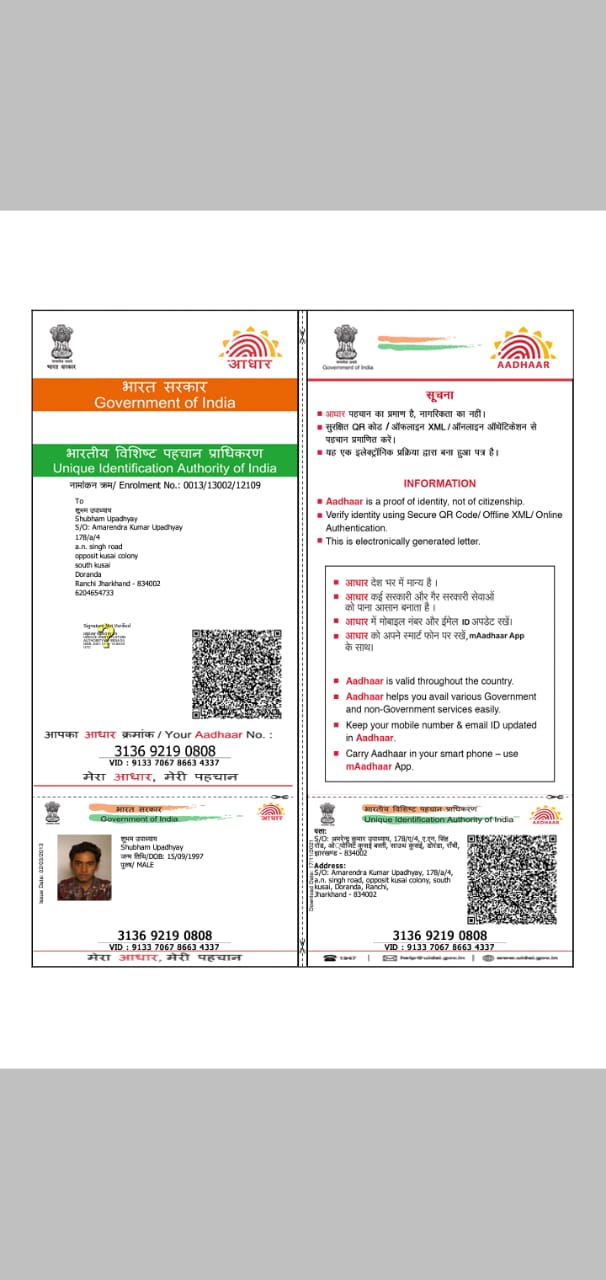 भारत सरकार
आधार
भारत सरकार
Government of India
भारतीय विशिष्ट पहचान प्राधिकरण
Unique Identification Authority of India
नामांकन क्रम/ Enrolment No.: 0013/13002/12109
To
शुभम उपाध्याय
Shubham Upadhyay
S/O: Amarendra Kumar Upadhyay
178/a/4
a.n. singh road
opposit kusai colony
south kusai
Doranda
Ranchi Jharkhand - 834002
6204654733
Signature Not Verified
आपका आधार क्रमांक / Your Aadhaar No. :
3136 9219 0808
VID : 9133 7067 8663 4337
मेरा आधार, मेरी पहचान
Government of India
AADHAAR
सूचना
आधार पहचान का प्रमाण है, नागरिकता का नहीं।
सुरक्षित QR कोड / ऑफलाइन XML / ऑनलाइन ऑथेंटिकेशन से
पहचान प्रमाणित करें।
यह एक इलेक्ट्रॉनिक प्रक्रिया द्वारा बना हुआ पत्र है।
INFORMATION
Aadhaar is a proof of identity, not of citizenship.
Verify identity using Secure QR Code/ Offline XML/ Online
Authentication.
This is electronically generated letter.
आधार देश भर में मान्य है ।
आधार कई सरकारी और गैर सरकारी सेवाओं
को पाना आसान बनाता है ।
आधार में मोबाइल नंबर और ईमेल ID अपडेट रखें।
आधार को अपने स्मार्ट फोन पर रखें, mAadhaar App
के साथ।
Aadhaar is valid throughout the country.
Aadhaar helps you avail various Government
and non-Government services easily.
Keep your mobile number & email ID updated
in Aadhaar.
Carry Aadhaar in your smart phone – use
mAadhaar App.
भारत सरकार
Government of India
आधार
Issue Date: 02/03/2013
शुभम उपाध्याय
Shubham Upadhyay
जन्म तिथि/DOB: 15/09/1997
पुरुष/ MALE
3136 9219 0808
VID : 9133 7067 8663 4337
मेरा आधार, मेरी पहचान
भारतीय विशिष्ट पहचान प्राधिकरण
Unique Identification Authority of India
AADHAAR
पता:
S/O: अमरेन्द्र कुमार उपाध्याय, 178/ए/4, ए.एन. सिंह
रोड, कुसई बस्ती, साउथ कुसई, डोरंडा, राँची,
झारखण्ड - 834002
Address:
S/O: Amarendra Kumar Upadhyay, 178/a/4,
a.n. singh road, opposit kusai colony, south
kusai, Doranda, Ranchi,
Jharkhand - 834002
Download Date:
3136 9219 0808
VID : 9133 7067 8663 4337
1947 | help@uidai.gov.in | www.uidai.gov.in